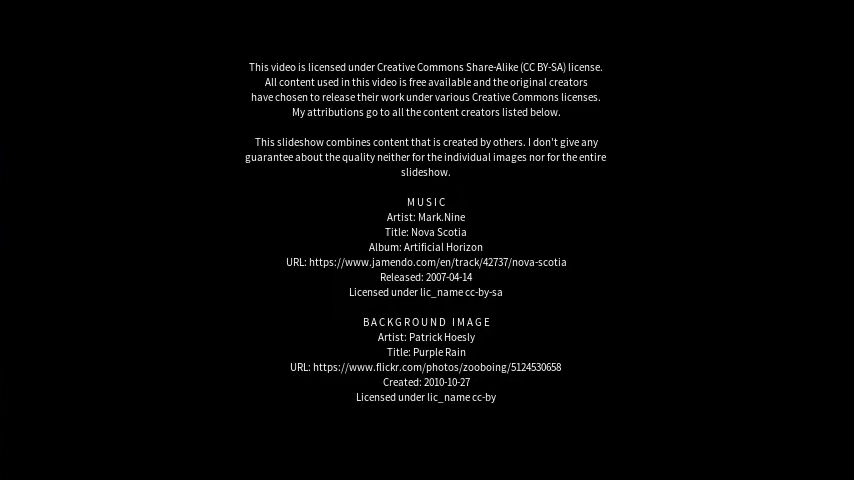 This video is licensed under Creative Commons Share-Alike (CC BY-SA) license.
All content used in this video is free available and the original creators
have chosen to release their work under various Creative Commons licenses.
My attributions go to all the content creators listed below.
This slideshow combines content that is created by others. I don't give any
guarantee about the quality neither for the individual images nor for the entire
slideshow.
MUSIC
Artist: Mark.Nine
Title: Nova Scotia
Album: Artificial Horizon
URL: https://www.jamendo.com/en/track/42737/nova-scotia
Released: 2007-04-14
Licensed under lic_name cc-by-sa
BACKGROUND IMAGE
Artist: Patrick Hoesly
Title: Purple Rain
URL: https://www.flickr.com/photos/zooboing/5124530658
Created: 2010-10-27
Licensed under lic_name cc-by